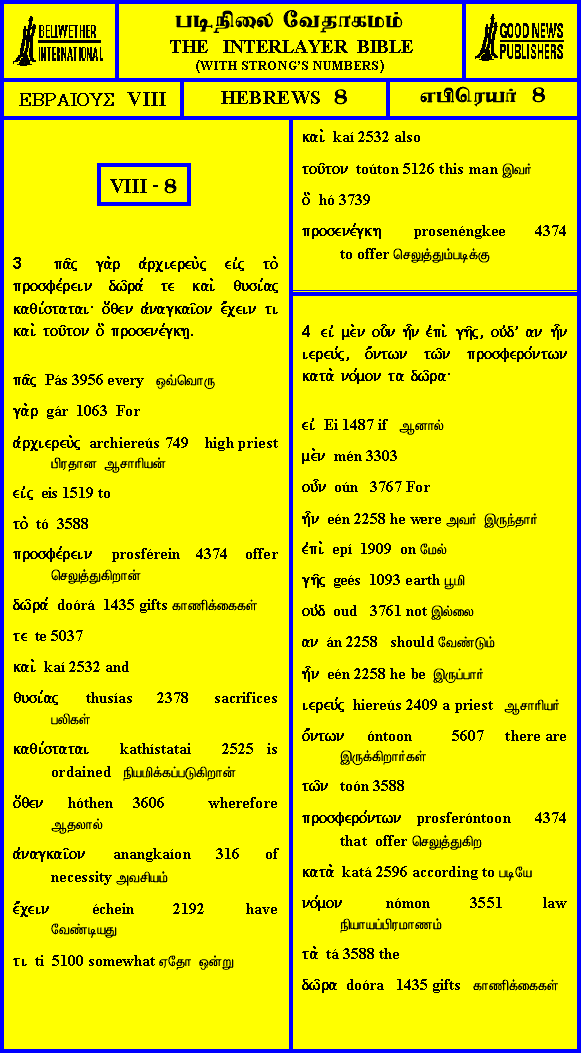 BELLWETHER
INTERNATIONAL
படிநிலை வேதாகமம்
THE INTERLAYER BIBLE
(WITH STRONG'S NUMBERS)
GOOD NEWS
PUBLISHERS
ΕΒΡΑΙΟΥΣ VIII
HEBREWS 8
எபிரெயர் 8
VIII - 8
3 πᾶς γὰρ ἀρχιερεὺς εἰς τὸ
προσφέρειν δῶρά τε καὶ θυσίας
καθίσταται· ὅθεν ἀναγκαῖον ἔχειν τι
καὶ τοῦτον ὃ προσενέγκῃ.
πᾶς Pás 3956 every ஒவ்வொரு
γὰρ gár 1063 For
ἀρχιερεὺς archiereús 749 high priest
பிரதான ஆசாரியன்
εἰς eis 1519 to
τὸ tó 3588
προσφέρειν prosférein 4374 offer
செலுத்துகிறான்
δῶρά doórá 1435 gifts காணிக்கைகள்
τε te 5037
καὶ kaí 2532 and
θυσίας thusías 2378 sacrifices
பலிகள்
καθίσταται kathístatai 2525 is
ordained நியமிக்கப்படுகிறான்
ὅθεν hóthen 3606 wherefore
ஆதலால்
ἀναγκαῖον anangkaíon 316 of
necessity அவசியம்
ἔχειν échein 2192 have
வேண்டியது
τι ti 5100 somewhat ஏதோ ஒன்று
καὶ kaí 2532 also
τοῦτον toúton 5126 this man இவர்
ὃ hó 3739
προσενέγκη prosenéngkee 4374
to offer செலுத்தும்படிக்கு
4 εἰ μὲν οὖν ἦν ἐπὶ γῆς, οὐδ' αν ἦν
ιερεύς, ὄντων τῶν προσφερόντων
κατὰ νόμον τα δῶρα·
εἰ Ei 1487 if ஆனால்
μὲν mén 3303
οὖν oún 3767 For
ἦν eén 2258 he were அவர் இருந்தார்
ἐπὶ epí 1909 on மேல்
γῆς geés 1093 earth பூமி
οὐδ oud 3761 not இல்லை
αν án 2258 should வேண்டும்
ἦν eén 2258 he be இருப்பார்
ιερεύς hiereús 2409 a priest ஆசாரியர்
ὄντων óntoon 5607 there are
இருக்கிறார்கள்
τῶν toón 3588
προσφερόντων prosferóntoon 4374
that offer செலுத்துகிற
κατὰ katá 2596 according to படியே
νόμον nómon 3551 law
நியாயப்பிரமாணம்
τὰ tá 3588 the
δῶρα doóra 1435 gifts காணிக்கைகள்